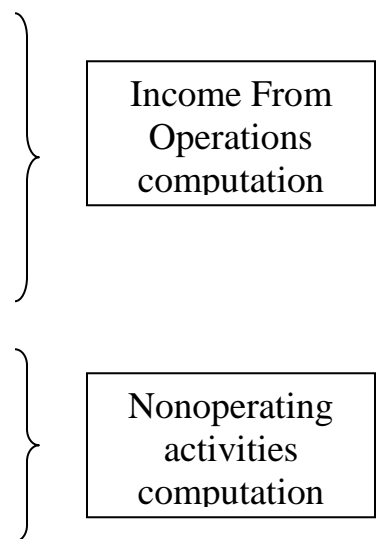 Income From
Operations
computation
Nonoperating
activities
computation